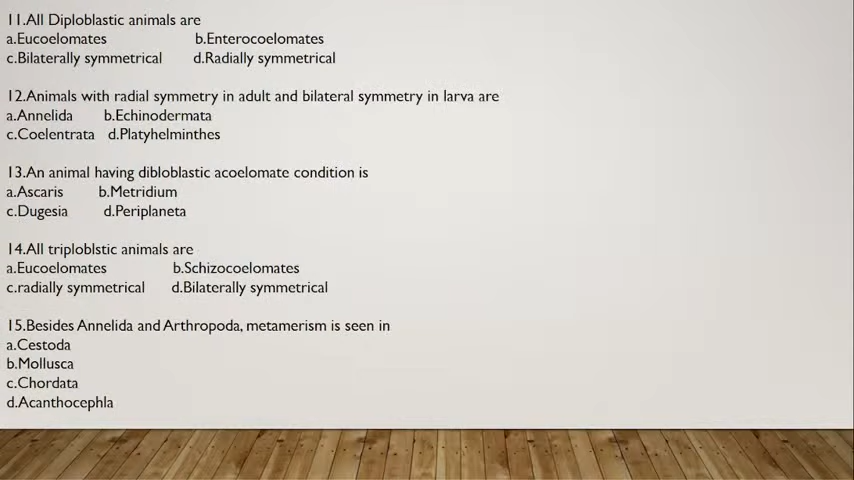 11.All Diploblastic animals are
a.Eucoelomates b.Enterocoelomates
c.Bilaterally symmetrical d.Radially symmetrical
12.Animals with radial symmetry in adult and bilateral symmetry in larva are
a.Annelida b.Echinodermata
c.Coelentrata d.Platyhelminthes
13.An animal having dibloblastic acoelomate condition is
a.Ascaris b.Metridium
c.Dugesia d.Periplaneta
14.All triploblstic animals are
a.Eucoelomates b.Schizocoelomates
c.radially symmetrical d.Bilaterally symmetrical
15.Besides Annelida and Arthropoda, metamerism is seen in
a.Cestoda
b.Mollusca
c.Chordata
d.Acanthocephla